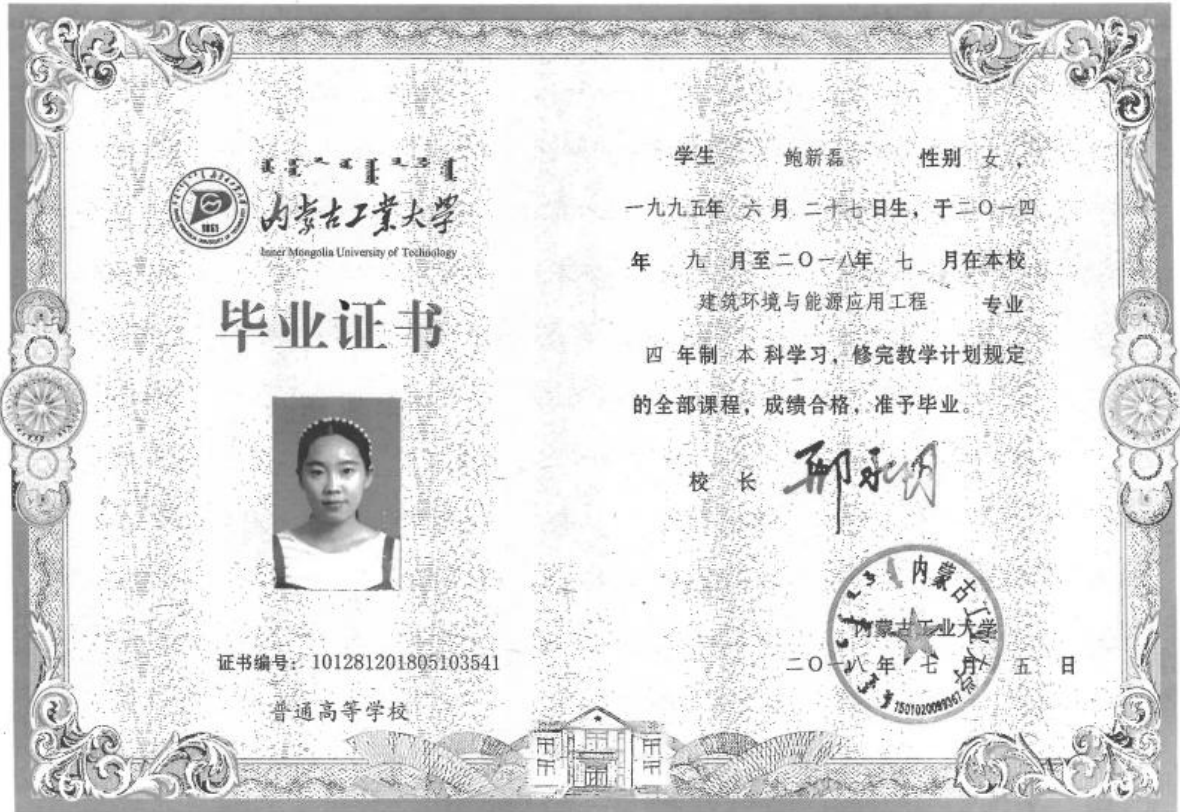 内蒙古工業大學
Inner Mongolia University of Technology
1951
毕业证书
证书编号：101281201805103541
普通高等学校
学生 鲍新磊 性别 女，
一九九五年 六月 二十七日生，于二〇一四
年 九 月至二〇一八年 七 月在本校
建筑环境与能源应用工程 专业
四 年制 本 科学习，修完教学计划规定
的全部课程，成绩合格，准予毕业。
校 长
内蒙古工业大学
二〇一八 年 七 月 五 日